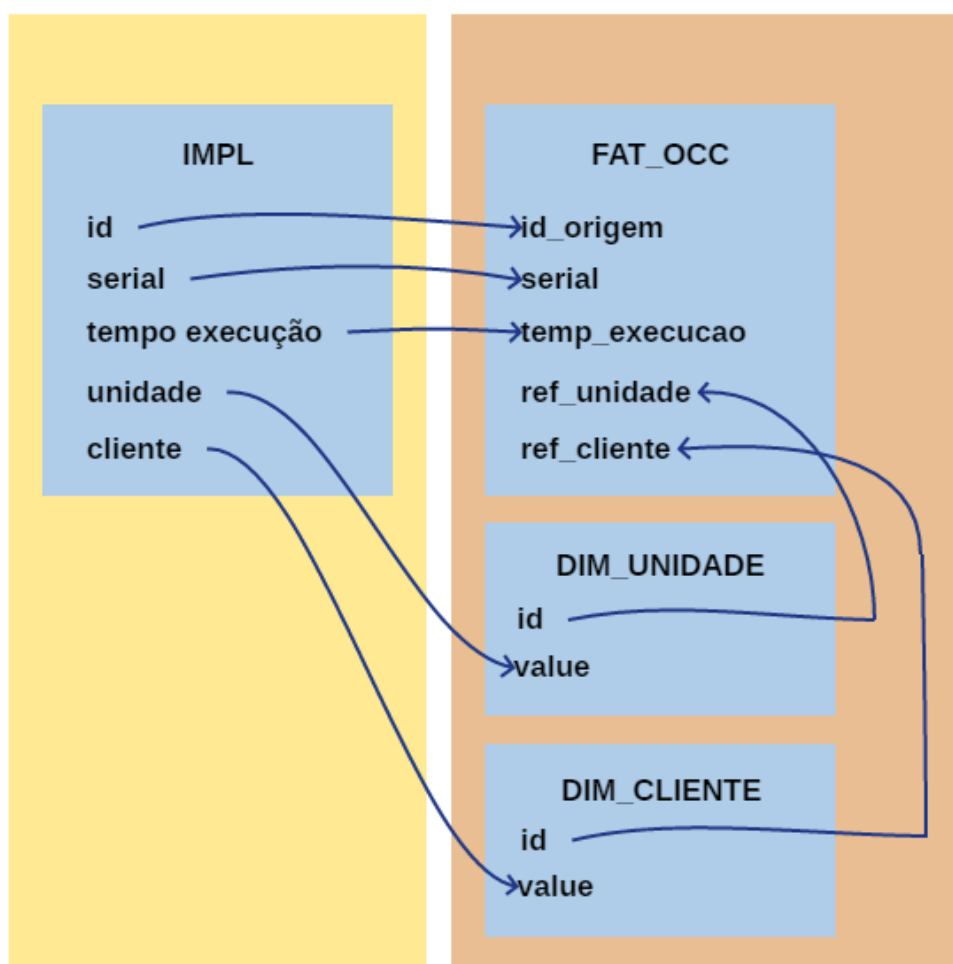 IMPL
id
serial
tempo execução
unidade
cliente
FAT_OCC
id_origem
serial
temp_execucao
ref_unidade
ref_cliente
DIM_UNIDADE
id
value
DIM_CLIENTE
id
value